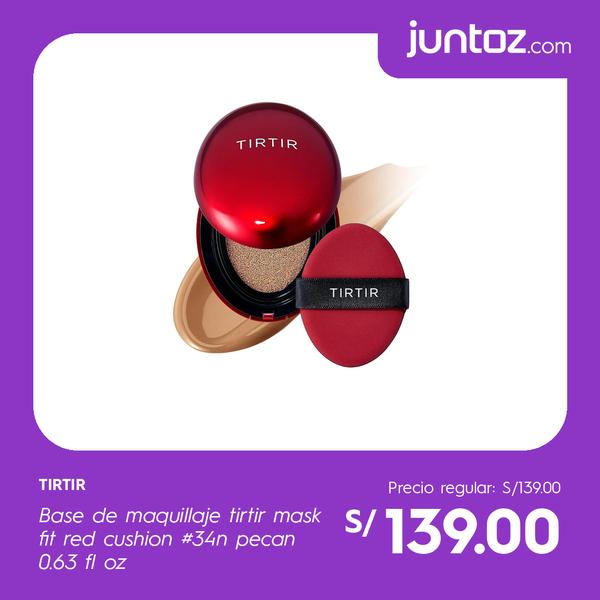 juntoz.com
TIRTIR
TIRTIR
TIRTIR
Precio regular: S/139.00
Base de maquillaje tirtir mask
fit red cushion #34n pecan
0.63 fl oz
S/139.00